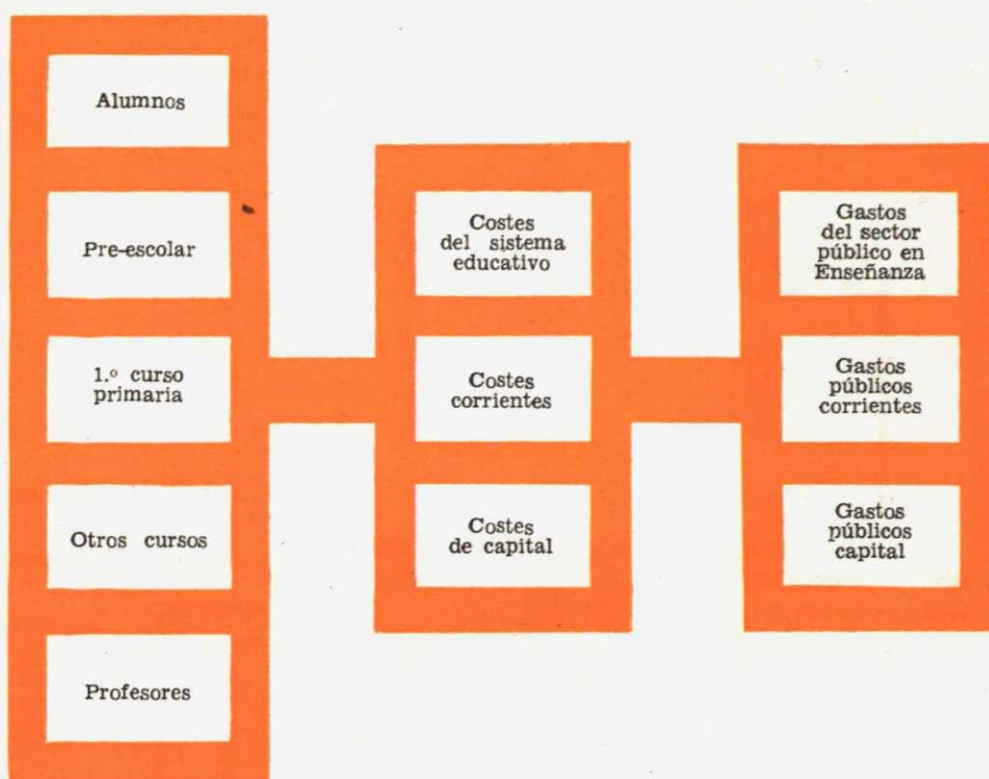 Alumnos
Pre-escolar
1.º curso
primaria
Otros cursos
Profesores
Costes
del sistema
educativo
Costes
corrientes
Costes
de capital
Gastos
del sector
público en
Enseñanza
Gastos
públicos
corrientes
Gastos
públicos
capital